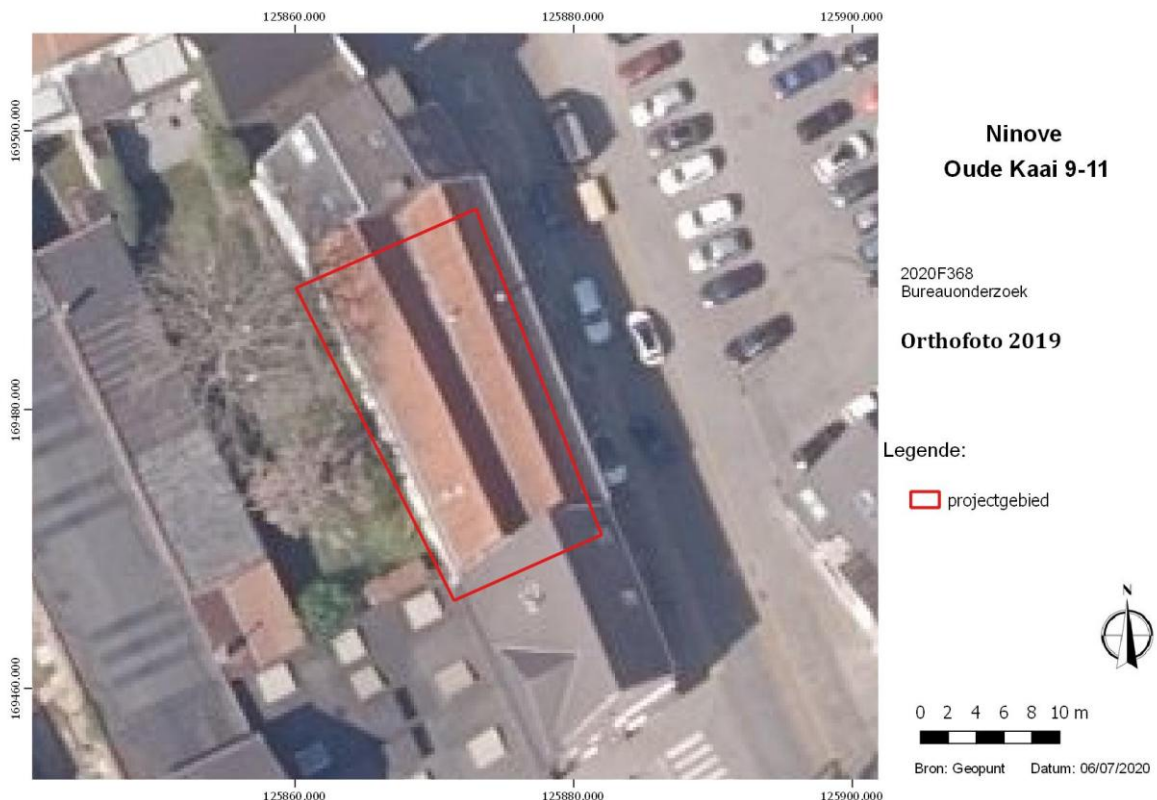 125860.000 125880.000 125900.000
169500.000
169480.000
169460.000
125860.000 125880.000 125900.000
Ninove
Oude Kaai 9-11
2020F368
Bureauonderzoek
Orthofoto 2019
Legende:
projectgebied
N
0 2 4 6 8 10 m
Bron: Geopunt Datum: 06/07/2020